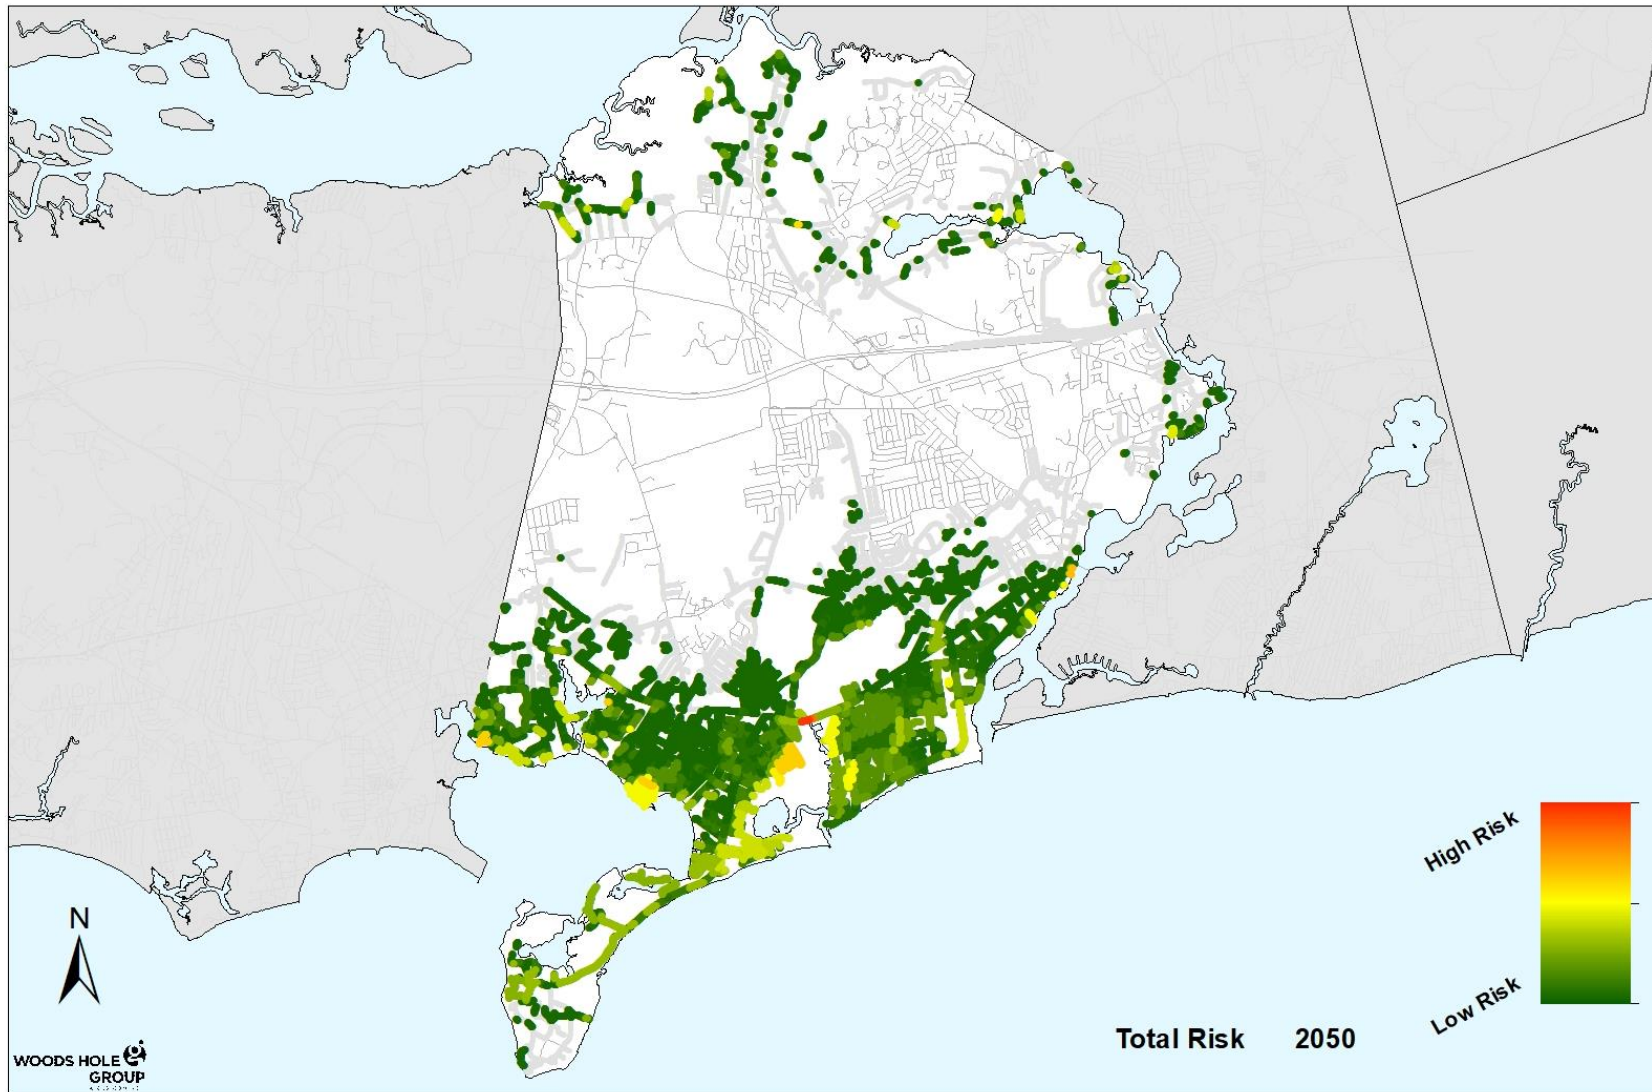 High Risk
N
Low Risk
Total Risk 2050
WOODS HOLE
GROUP